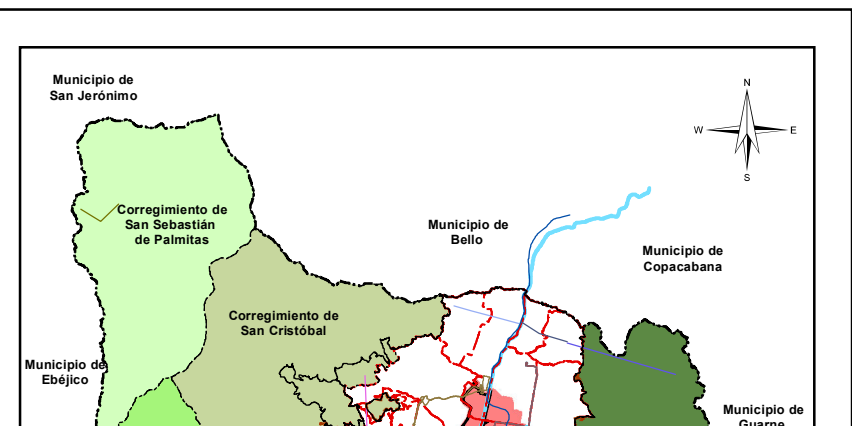 Municipio de
San Jerónimo
N
W
E
S
Corregimiento de
San Sebastián
de Palmitas
Municipio de
Bello
Municipio de
Copacabana
Corregimiento de
San Cristóbal
Municipio de
Ebéjico
Municipio de
Guarne